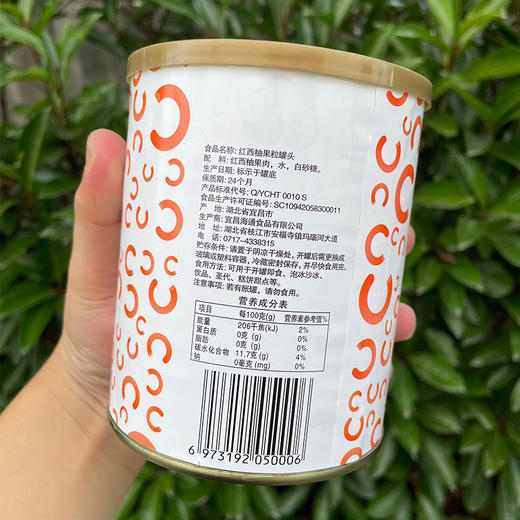 食品名称: 红西柚果粒罐头
配 料: 红西柚果肉，水，白砂糖。
生产日期: 标示于罐底
保质期: 24个月
产品标准代号: Q/YCHT 0010 S
食品生产许可证编号: SC10942058300011
产 地: 湖北省宜昌市
生产商: 宜昌海通食品有限公司
地 址: 湖北省枝江市安福寺镇玛瑙河大道
电 话: 0717-4338315
贮存条件: 请置于阴凉干燥处，开罐后需更换成
玻璃或塑料容器，冷藏密封保存，并尽快食用完。
食用方法: 可用于开罐即食、泡冰沙冰、
饮品、圣代、糕饼甜点等。
注意事项: 若有胀罐，请勿食用。
营养成分表
项目 每100克(g) 营养素参考值%
能量 206千焦(kJ) 2%
蛋白质 0克 (g) 0%
脂肪 0克 (g) 0%
碳水化合物 11.7克 (g) 4%
钠 0毫克 (mg) 0%
6 973192 050006